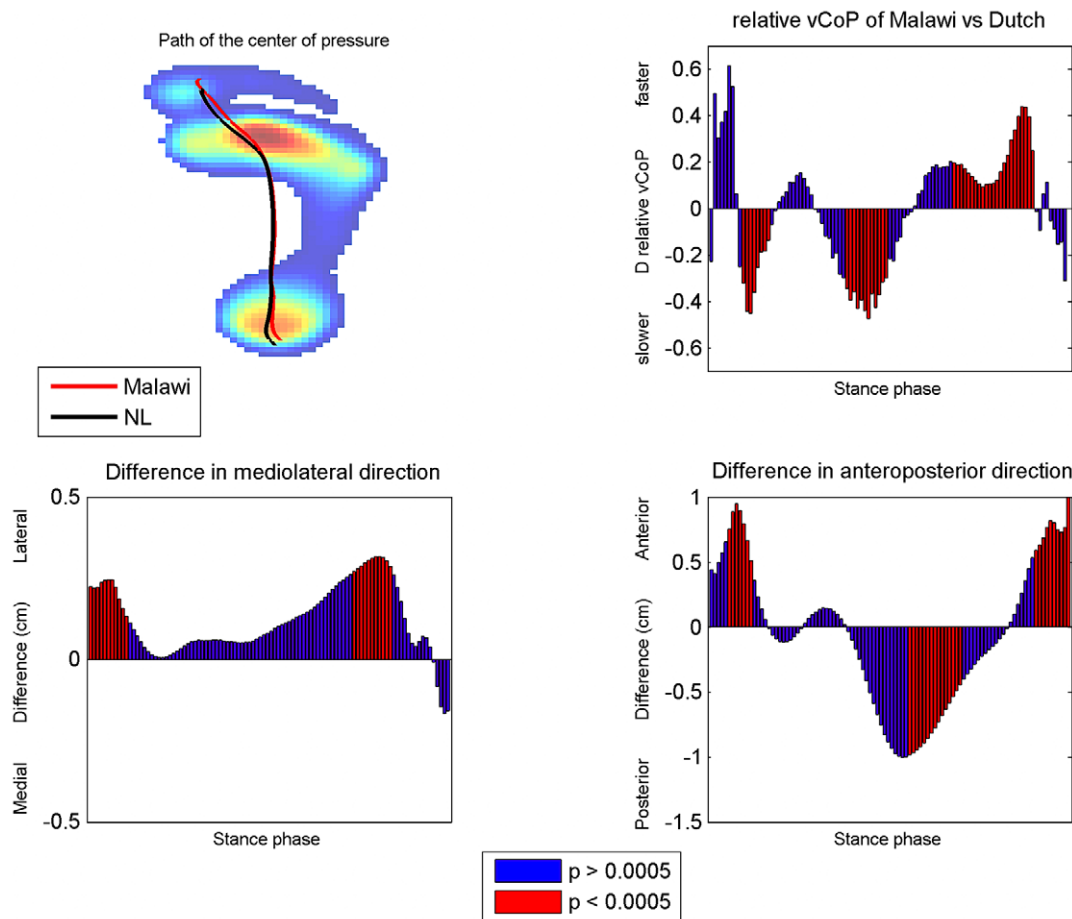 Path of the center of pressure
Malawi
NL
relative vCoP of Malawi vs Dutch
faster
D relative vCoP
slower
0.6
0.4
0.2
0
-0.2
-0.4
-0.6
Stance phase
Difference in mediolateral direction
Lateral
Difference (cm)
Medial
0.5
0
-0.5
Stance phase
Difference in anteroposterior direction
Anterior
Difference (cm)
Posterior
1
0.5
0
-0.5
-1
-1.5
Stance phase
p > 0.0005
p < 0.0005